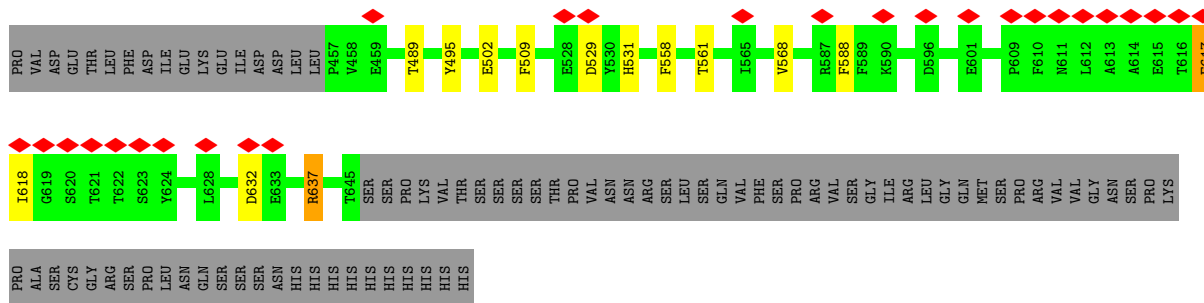 PRO VAL ASP GLU THR LEU PHE ASP ILE GLU LYS GLU ILE ASP ASP LEU LEU P457 V458 E459 T489 Y495 E502 F509 E528 D529 Y530 H531 F558 T561 I565 V568 R587 F588 F589 K590 D596 E601 P609 F610 N611 L612 A613 A614 E615 T616
I618 G619 S620 T621 T622 S623 Y624 L628 D632 E633 R637 T645 SER SER PRO LYS VAL THR SER SER SER SER THR PRO VAL ASN ASN ARG SER LEU SER GLN VAL PHE SER PRO ARG VAL SER GLY ILE ARG LEU GLY GLN MET SER PRO ARG VAL VAL GLY ASN SER PRO LYS
PRO ALA SER CYS GLY ARG SER PRO LEU ASN GLN SER SER SER ASN HIS HIS HIS HIS HIS HIS HIS HIS HIS HIS